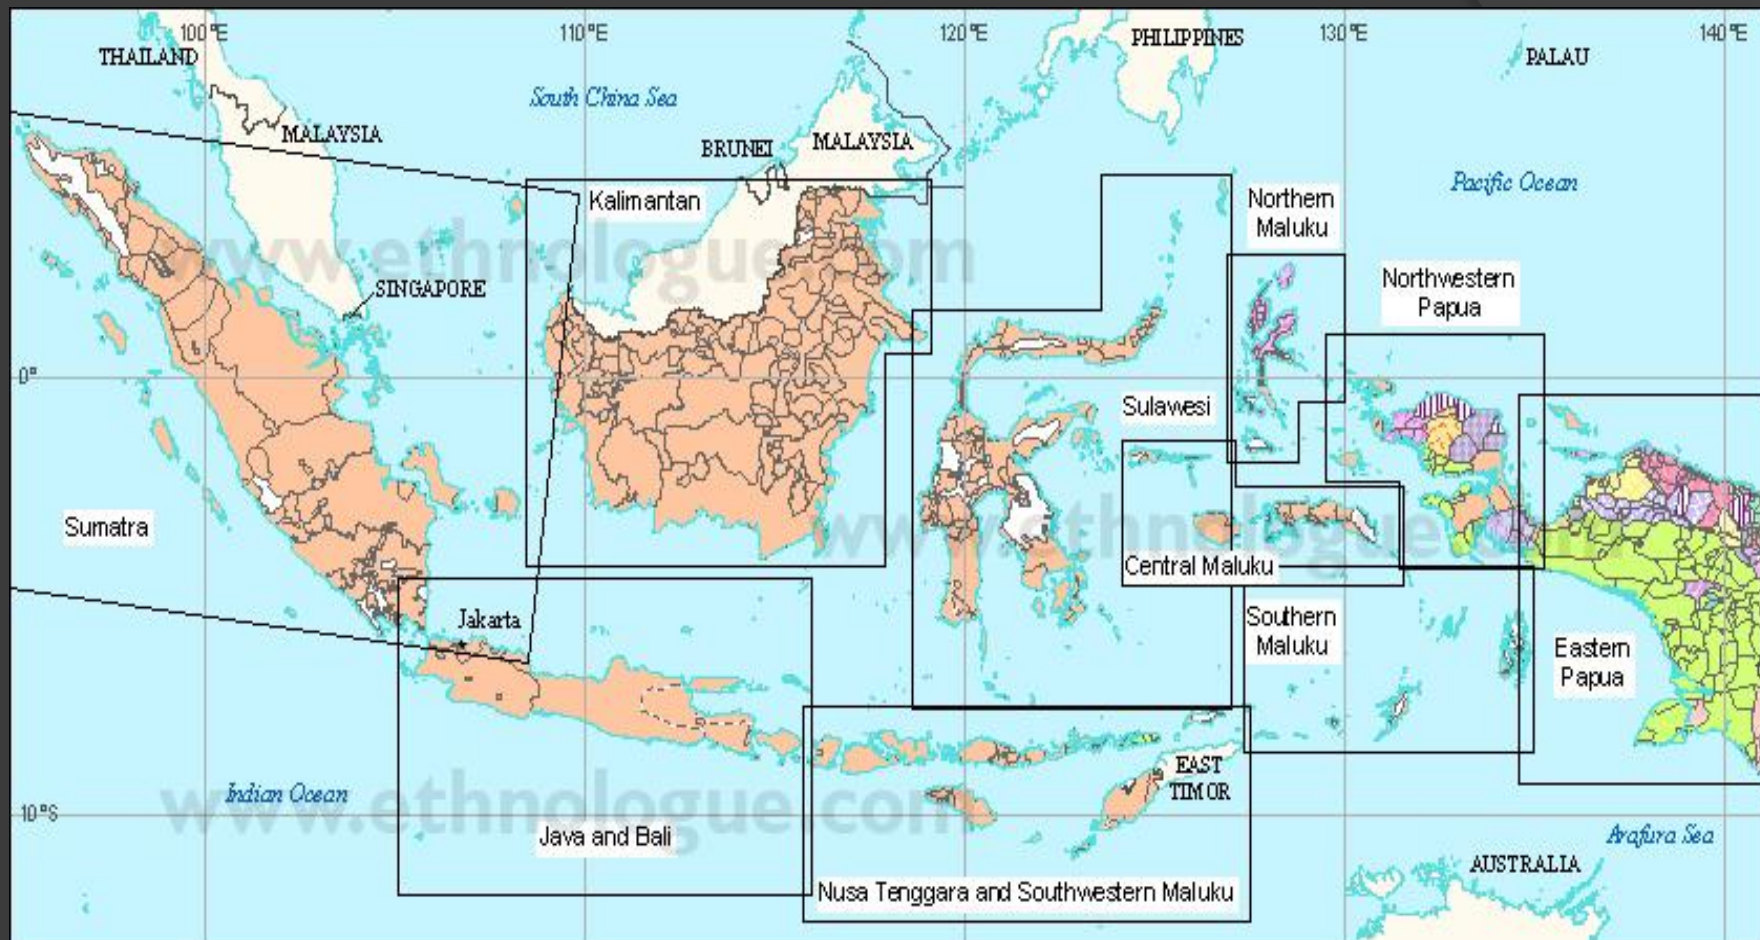 100°E
110°E
120°E
130°E
140°E
THAILAND
PHILIPPINES
PALAU
South China Sea
MALAYSIA
BRUNEI
MALAYSIA
Pacific Ocean
Kalimantan
Northern
Maluku
www.ethnologue.com
SINGAPORE
Northwestern
Papua
0°
Sulawesi
Sumatra
www.ethnologue.com
Central Maluku
Jakarta
Southern
Maluku
Eastern
Papua
EAST
TIMOR
Indian Ocean
www.ethnologue.com
10°S
Java and Bali
Arafura Sea
AUSTRALIA
Nusa Tenggara and Southwestern Maluku